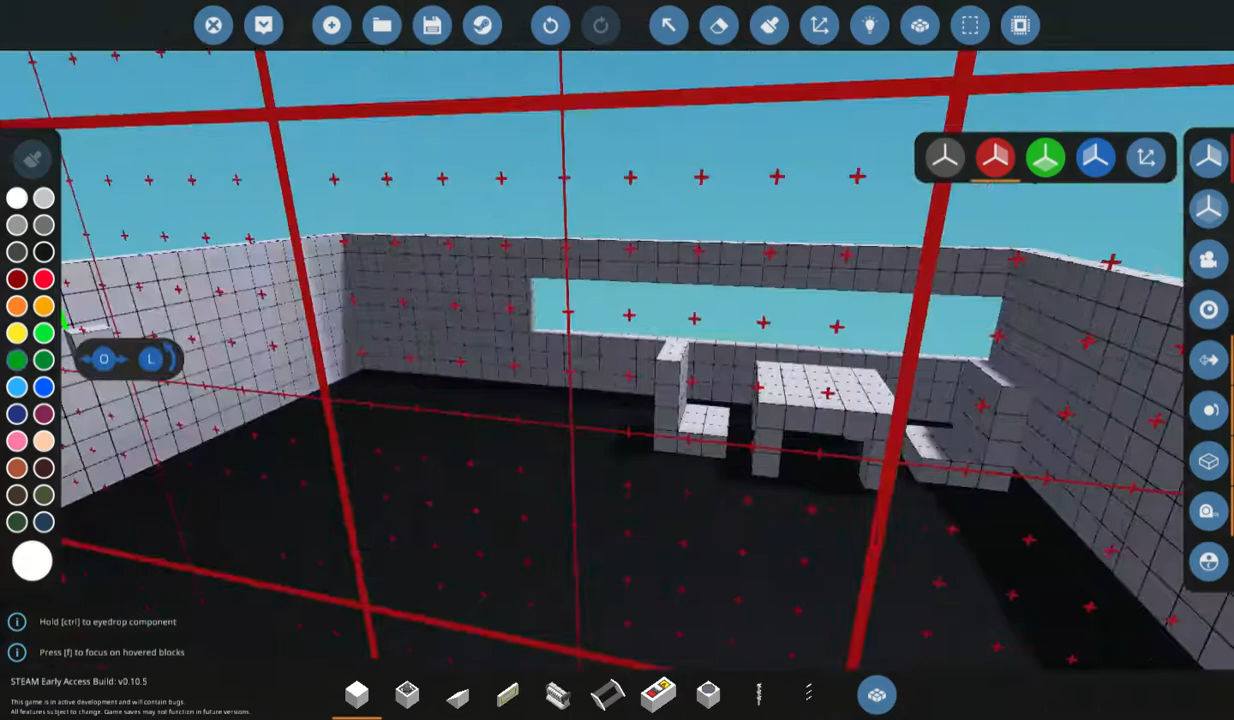 O
L
Hold [ctrl] to eyedrop component
Press [f] to focus on hovered blocks
STEAM Early Access Build: v0.10.5
This game is in active development and will contain bugs.
All features subject to change. Game saves may not function in future versions.